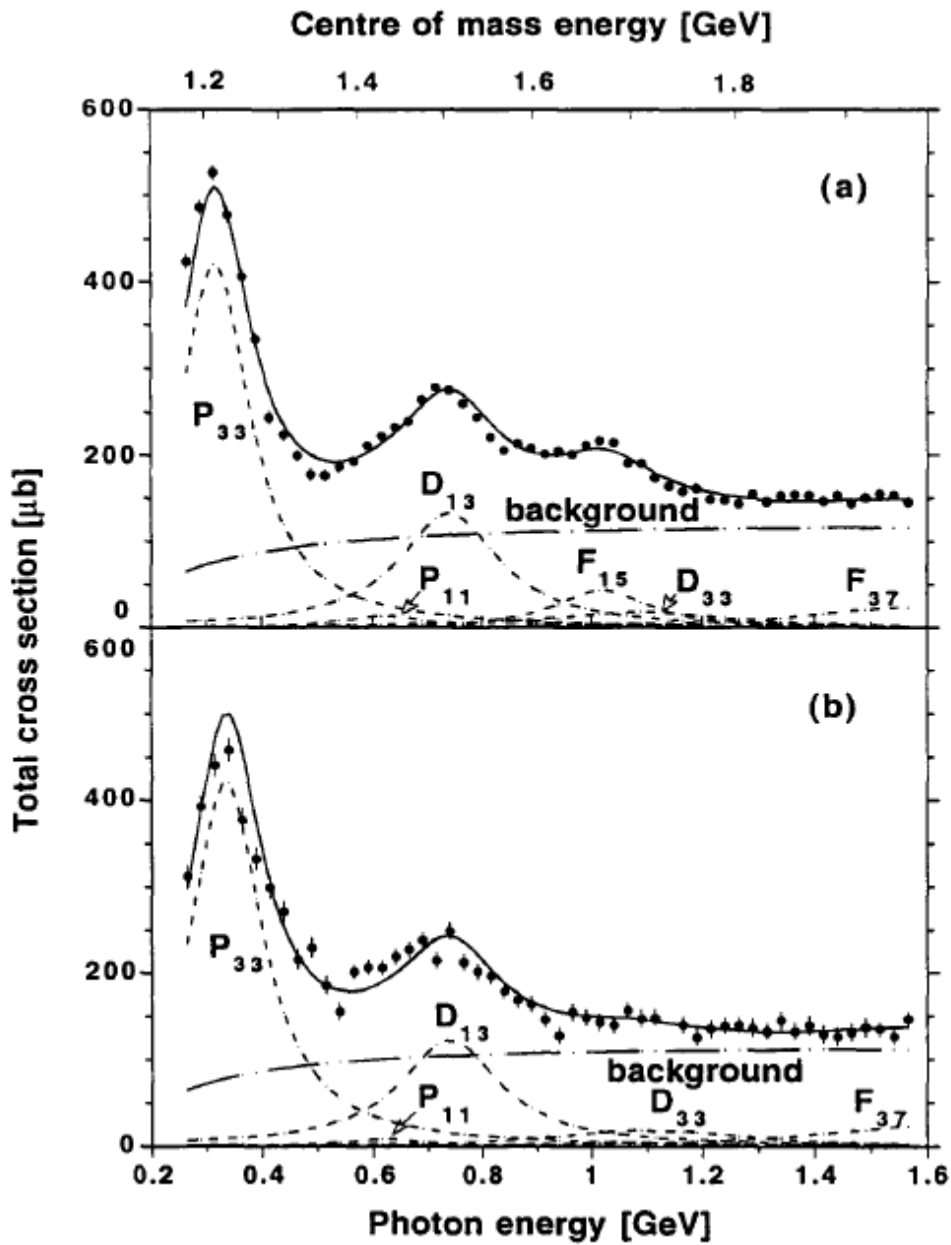 Centre of mass energy [GeV]
1.2 1.4 1.6 1.8
600
(a)
400
P33
200
D13
background
P11
F15
D33
F37
0
Total cross section [μb]
600
(b)
400
P33
200
D13
background
P11
D33
F37
0
0.2 0.4 0.6 0.8 1 1.2 1.4 1.6
Photon energy [GeV]